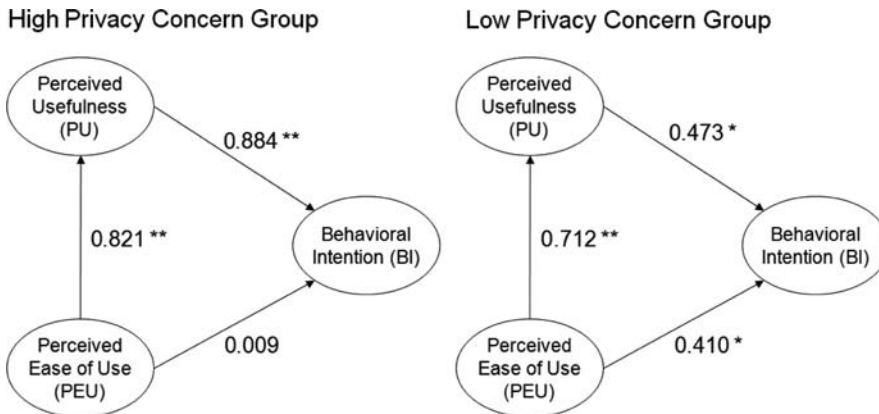 High Privacy Concern Group
Perceived
Usefulness
(PU)
0.884 **
0.821 **
Behavioral
Intention (BI)
0.009
Perceived
Ease of Use
(PEU)
Low Privacy Concern Group
Perceived
Usefulness
(PU)
0.473 *
0.712 **
Behavioral
Intention (BI)
0.410 *
Perceived
Ease of Use
(PEU)